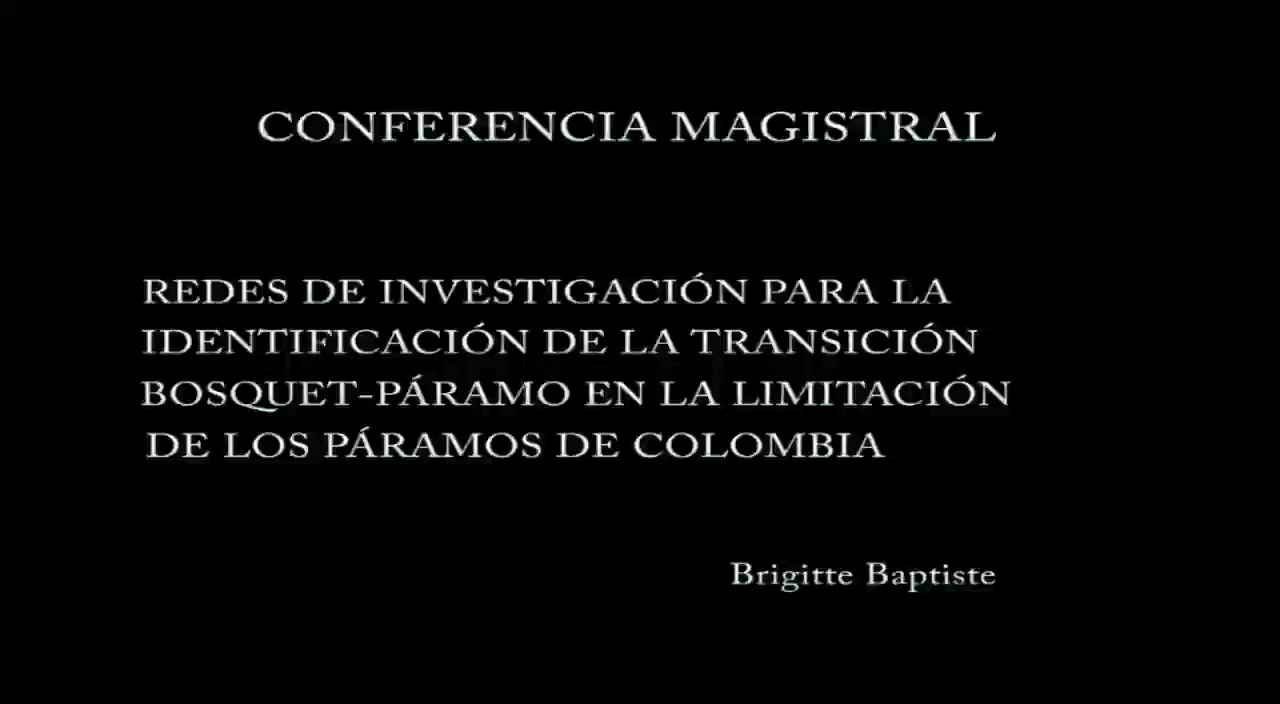 CONFERENCIA MAGISTRAL
REDES DE INVESTIGACIÓN PARA LA
IDENTIFICACIÓN DE LA TRANSICIÓN
BOSQUET-PÁRAMO EN LA LIMITACIÓN
DE LOS PÁRAMOS DE COLOMBIA
Brigitte Baptiste